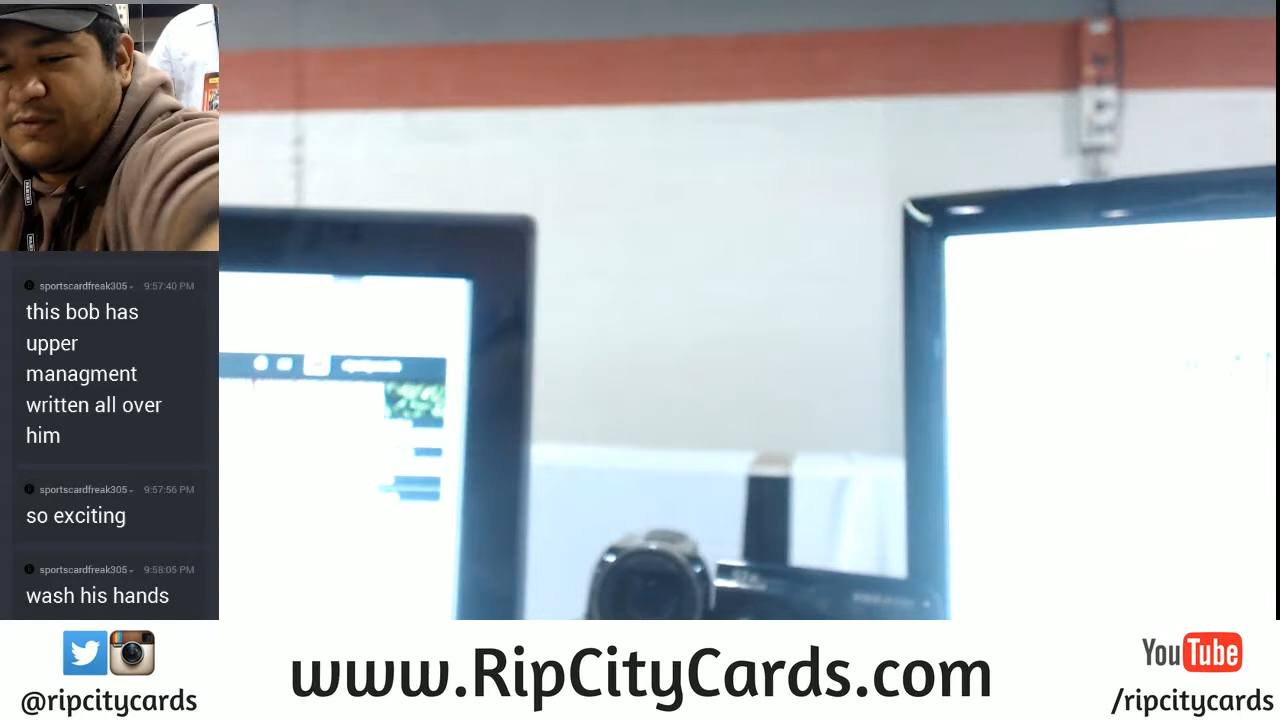 sportscardfreak305 9:57:40 PM
this bob has
upper
managment
written all over
him
sportscardfreak305 9:57:56 PM
so exciting
sportscardfreak305 9:58:05 PM
wash his hands
@ripcitycards
www.RipCityCards.com
YouTube
/ripcitycards